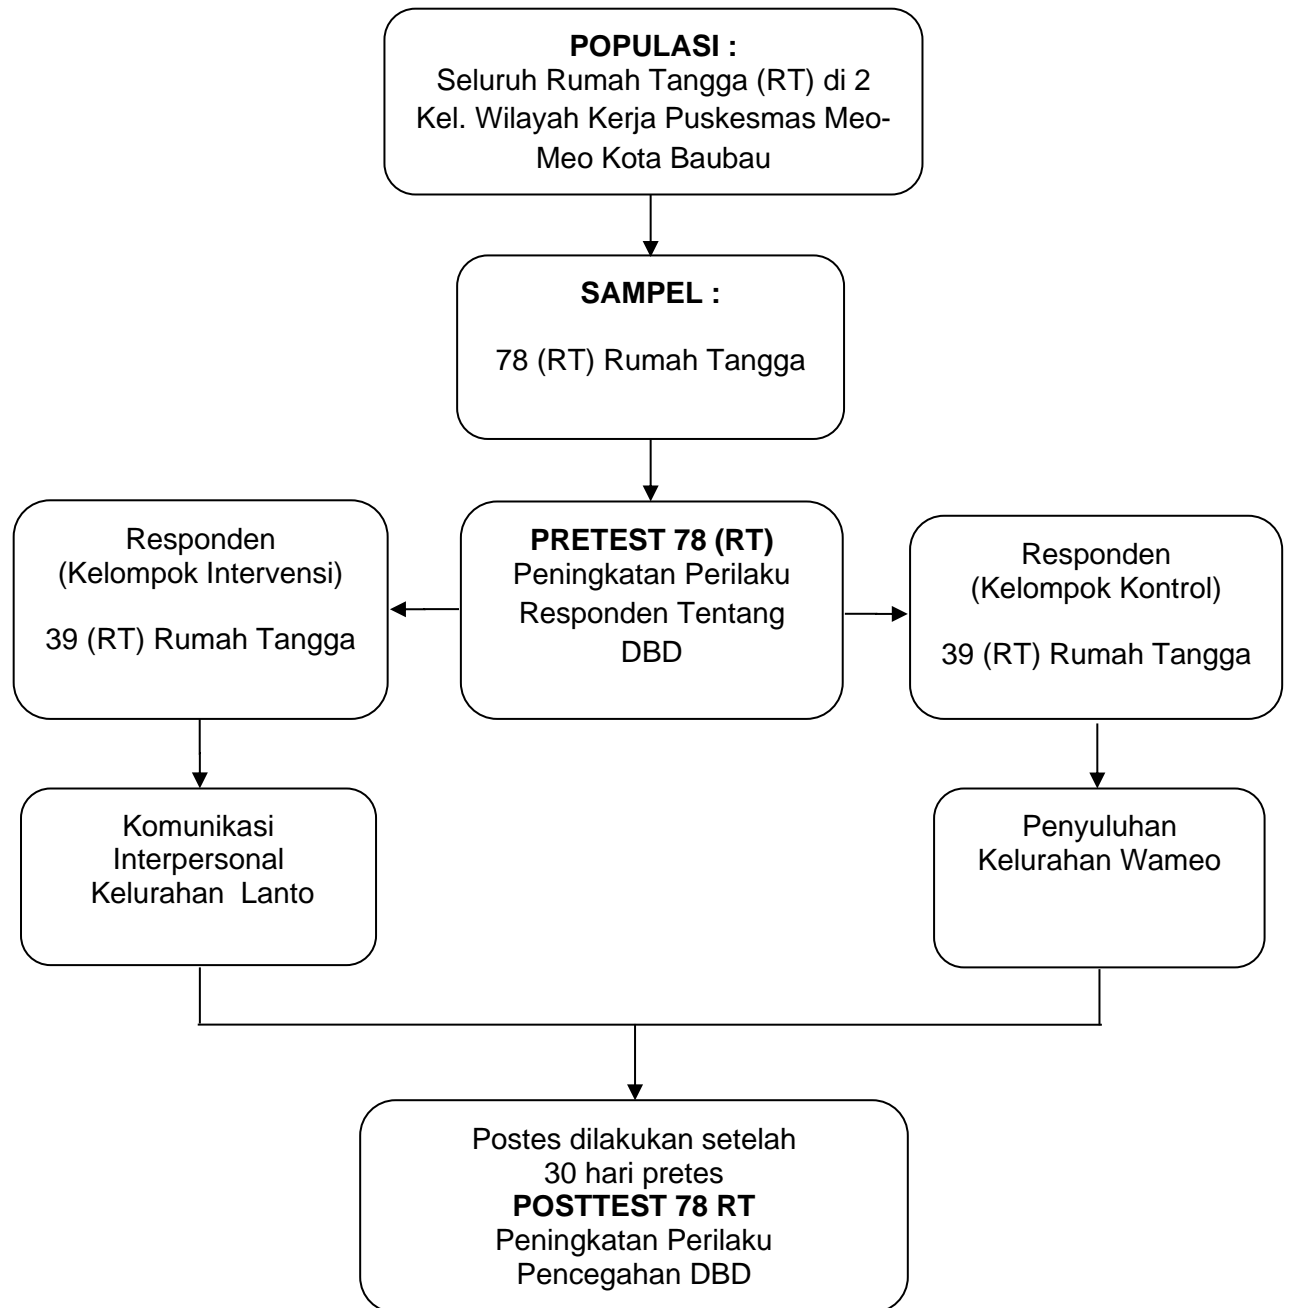 POPULASI :
Seluruh Rumah Tangga (RT) di 2
Kel. Wilayah Kerja Puskesmas Meo-
Meo Kota Baubau
SAMPEL :
78 (RT) Rumah Tangga
Responden
(Kelompok Intervensi)
39 (RT) Rumah Tangga
PRETEST 78 (RT)
Peningkatan Perilaku
Responden Tentang
DBD
Responden
(Kelompok Kontrol)
39 (RT) Rumah Tangga
Komunikasi
Interpersonal
Kelurahan  Lanto
Penyuluhan
Kelurahan Wameo
Postes dilakukan setelah
30 hari pretes
POSTTEST 78 RT
Peningkatan Perilaku
Pencegahan DBD